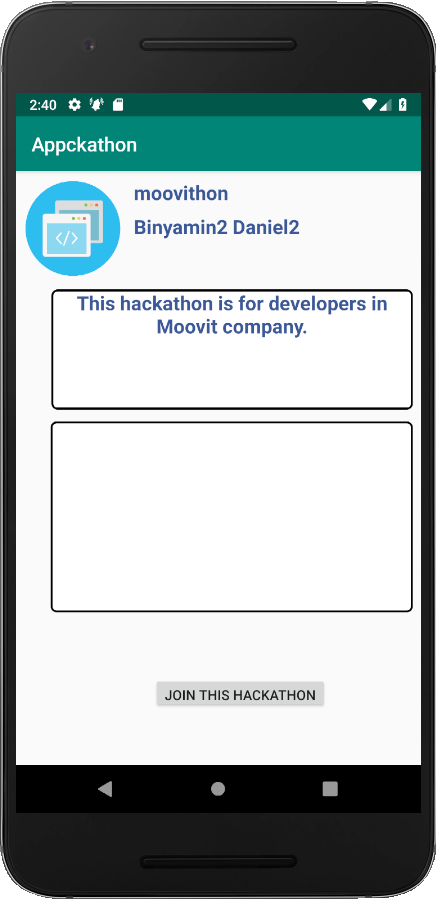 2:40
Appckathon
moovithon
Binyamin2 Daniel2
</>
This hackathon is for developers in
Moovit company.
JOIN THIS HACKATHON